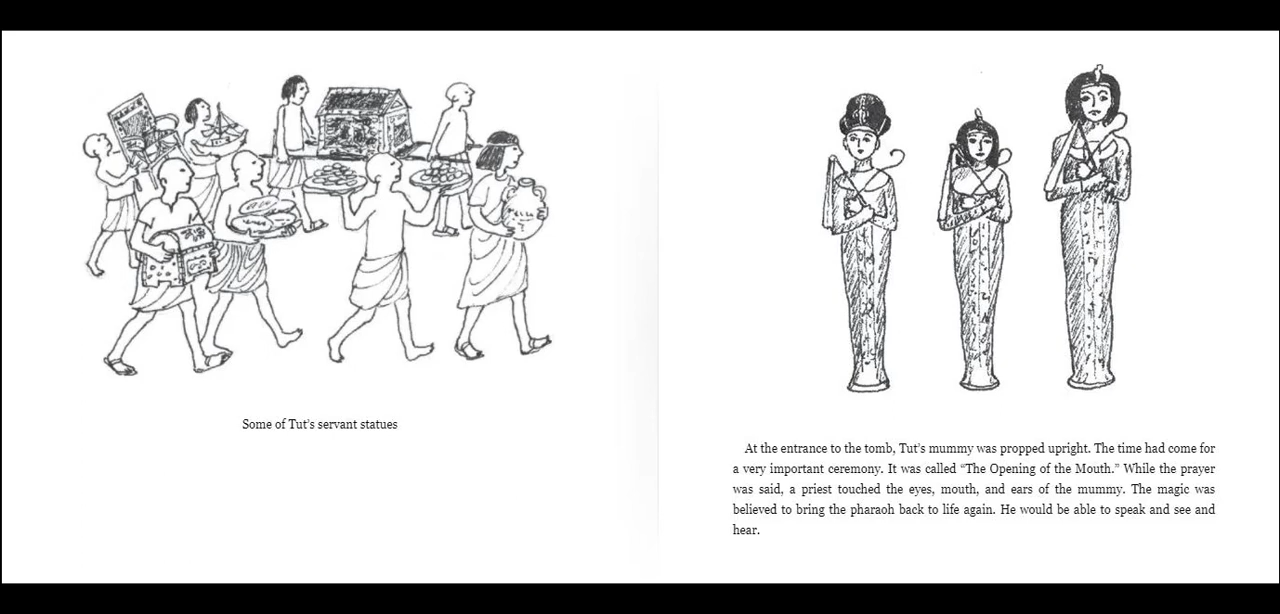 Some of Tut's servant statues
At the entrance to the tomb, Tut's mummy was propped upright. The time had come for
a very important ceremony. It was called “The Opening of the Mouth.” While the prayer
was said, a priest touched the eyes, mouth, and ears of the mummy. The magic was
believed to bring the pharaoh back to life again. He would be able to speak and see and
hear.